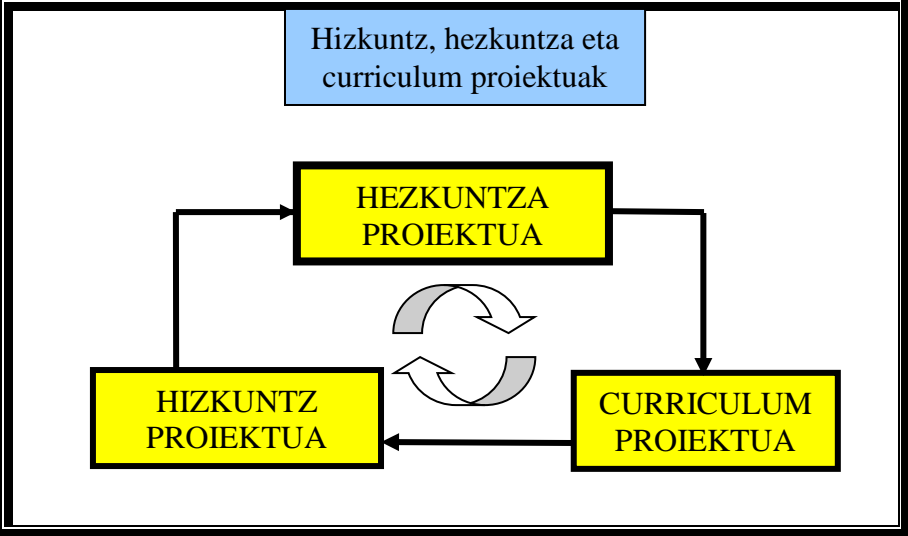 Hizkuntz, hezkuntza eta
curriculum proiektuak
HEZKUNTZA
PROIEKTUA
HIZKUNTZ
PROIEKTUA
CURRICULUM
PROIEKTUA